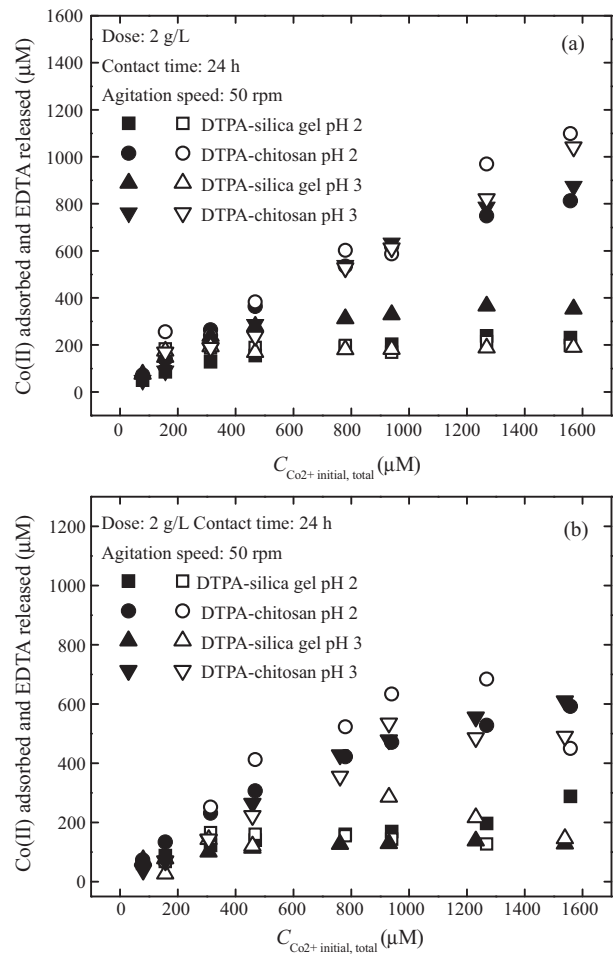 1600
1400
1200
1000
800
600
400
200
0
Co(II) adsorbed and EDTA released (μM)
Dose: 2 g/L
(a)
Contact time: 24 h
Agitation speed: 50 rpm
DTPA-silica gel pH 2
DTPA-chitosan pH 2
DTPA-silica gel pH 3
DTPA-chitosan pH 3
0 200 400 600 800 1000 1200 1400 1600
C Co2+ initial, total (μM)
1200
1000
800
600
400
200
0
Co(II) adsorbed and EDTA released (μM)
Dose: 2 g/L Contact time: 24 h
(b)
Agitation speed: 50 rpm
DTPA-silica gel pH 2
DTPA-chitosan pH 2
DTPA-silica gel pH 3
DTPA-chitosan pH 3
0 200 400 600 800 1000 1200 1400 1600
C Co2+ initial, total (μM)